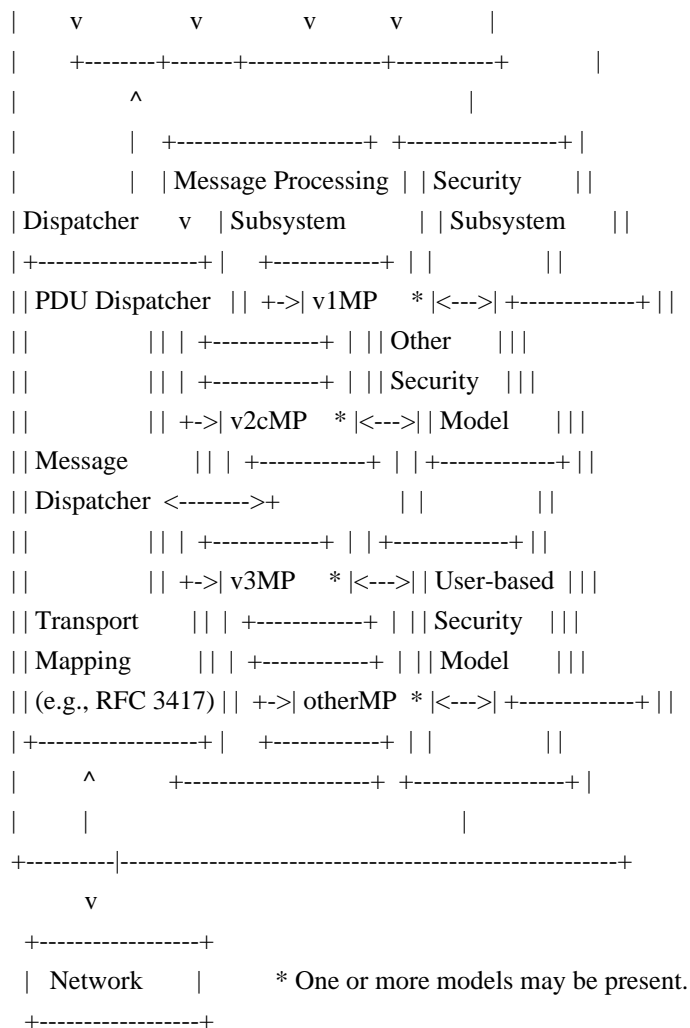 |        v             v             v         v          |
|       +--------+-------+---------------+-----------+          |
|              ^                                      |
|              |   +---------------------+  +-----------------+ |
|              |   | Message Processing  | | Security       | |
| Dispatcher     v   | Subsystem         | | Subsystem      | |
| +------------------+ |    +------------+  | |            | |
| | PDU Dispatcher   | |  +->| v1MP     * |<--->| +-------------+ | |
| |            | | |  +------------+  | | | Other       | | |
| |            | | |  +------------+  | | | Security    | | |
| |            | |  +->| v2cMP    * |<--->| | Model       | | |
| | Message        | | |  +------------+  | | +-------------+ | |
| | Dispatcher  <-------->+               | |             | |
| |            | | |  +------------+  | | +-------------+ | |
| |            | |  +->| v3MP     * |<--->| | User-based  | | |
| | Transport      | | |  +------------+  | | | Security    | | |
| | Mapping        | | |  +------------+  | | | Model       | | |
| | (e.g., RFC 3417) | |  +->| otherMP  * |<--->| +-------------+ | |
| +------------------+ |    +------------+  | |            | |
|        ^          +---------------------+  +-----------------+ |
|        |                                            |
+----------|-------------------------------------------------------+
         v
 +------------------+
 |   Network        |          * One or more models may be present.
 +------------------+